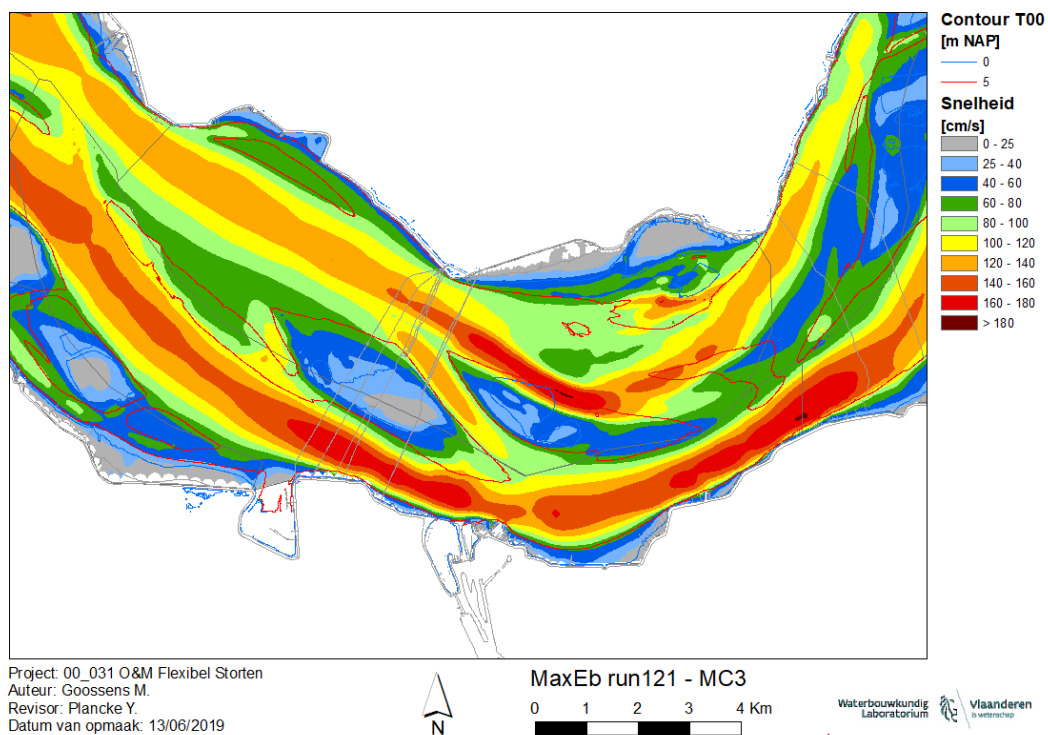 Contour T00
[m NAP]
0
5
Snelheid
[cm/s]
0 - 25
25 - 40
40 - 60
60 - 80
80 - 100
100 - 120
120 - 140
140 - 160
160 - 180
> 180
Project: 00_031 O&M Flexibel Storten
Auteur: Goossens M.
Revisor: Plancke Y.
Datum van opmaak: 13/06/2019
N
MaxEb run121 - MC3
0 1 2 3 4 Km
Waterbouwkundig
Laboratorium
Vlaanderen
is wetenschap